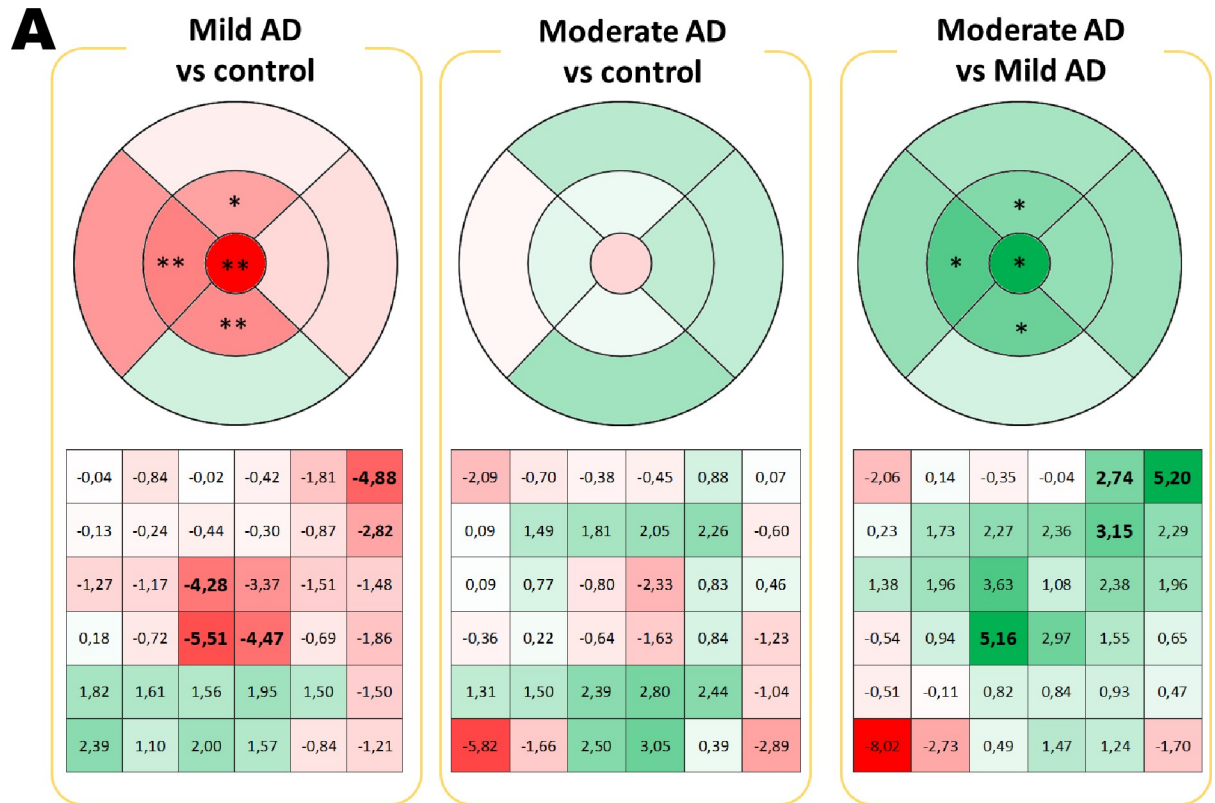 A
Mild AD
vs control
Moderate AD
vs control
Moderate AD
vs Mild AD
*
** **
**
*
* *
*
-0,04 -0,84 -0,02 -0,42 -1,81 -4,88
-0,13 -0,24 -0,44 -0,30 -0,87 -2,82
-1,27 -1,17 -4,28 -3,37 -1,51 -1,48
0,18 -0,72 -5,51 -4,47 -0,69 -1,86
1,82 1,61 1,56 1,95 1,50 -1,50
2,39 1,10 2,00 1,57 -0,84 -1,21
-2,09 -0,70 -0,38 -0,45 0,88 0,07
0,09 1,49 1,81 2,05 2,26 -0,60
0,09 0,77 -0,80 -2,33 0,83 0,46
-0,36 0,22 -0,64 -1,63 0,84 -1,23
1,31 1,50 2,39 2,80 2,44 -1,04
-5,82 -1,66 2,50 3,05 0,39 -2,89
-2,06 0,14 -0,35 -0,04 2,74 5,20
0,23 1,73 2,27 2,36 3,15 2,29
1,38 1,96 3,63 1,08 2,38 1,96
-0,54 0,94 5,16 2,97 1,55 0,65
-0,51 -0,11 0,82 0,84 0,93 0,47
-8,02 -2,73 0,49 1,47 1,24 -1,70